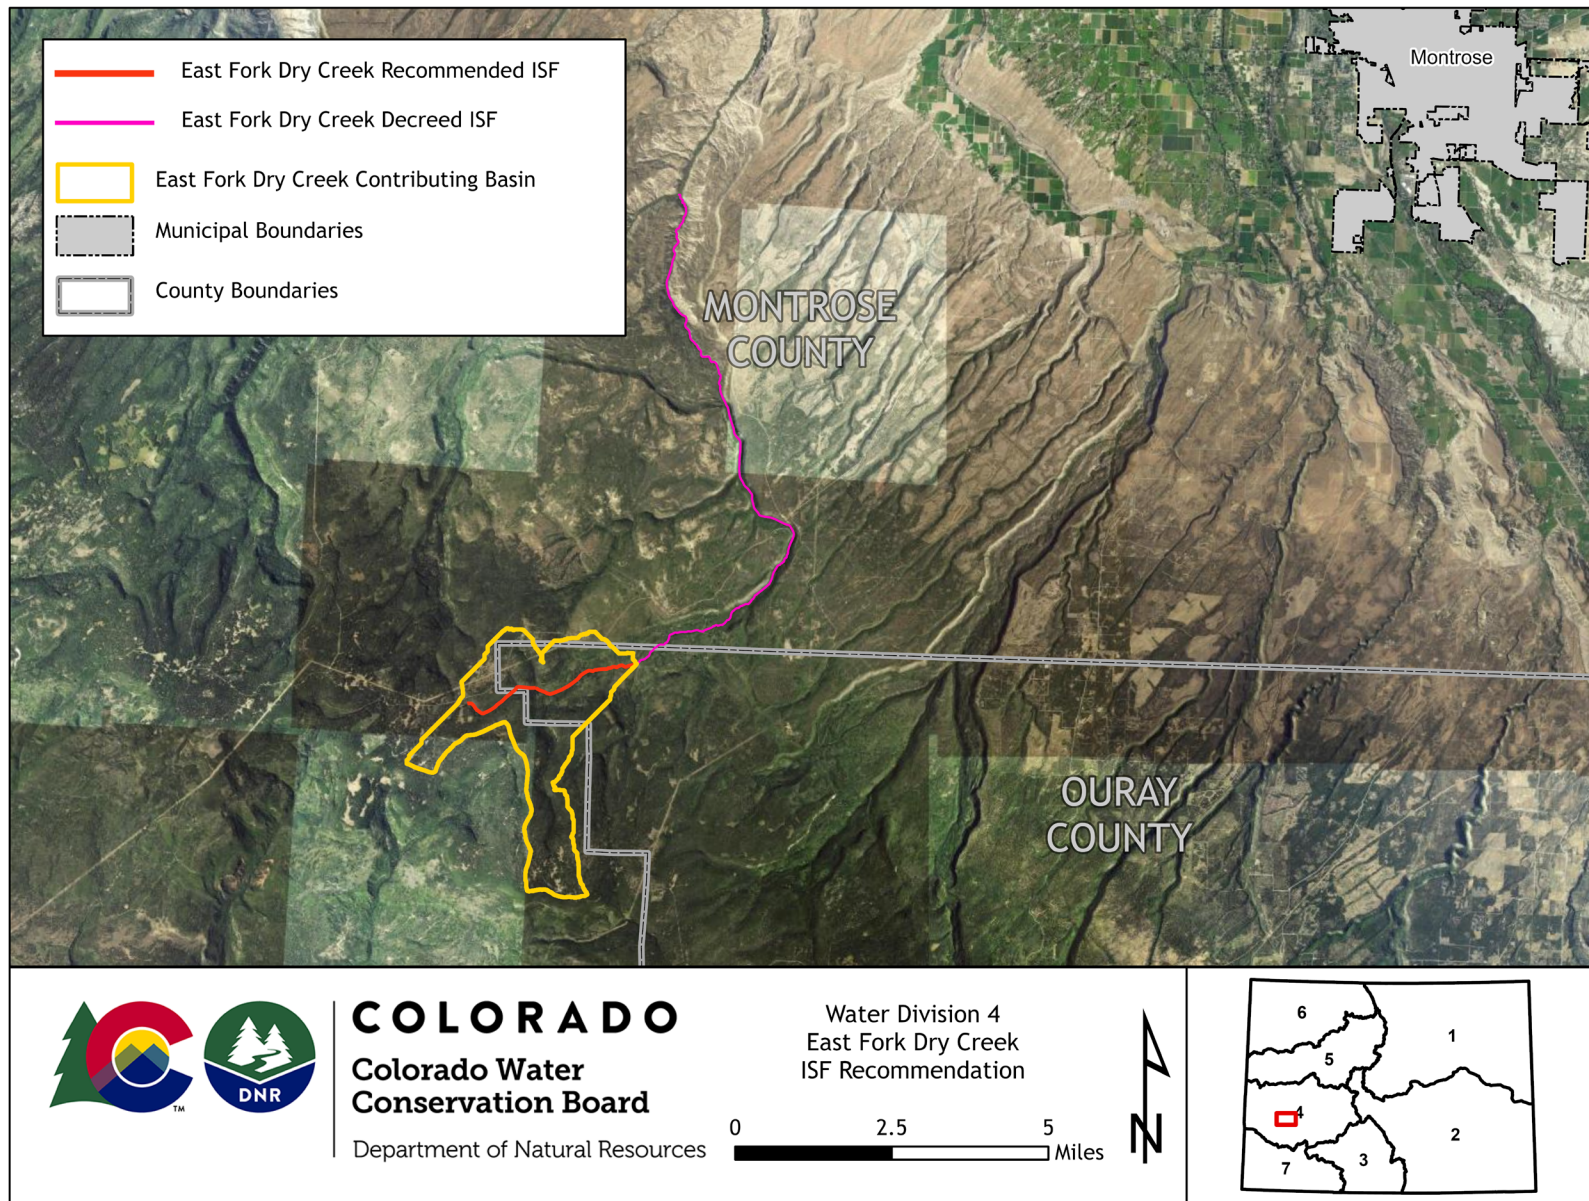 East Fork Dry Creek Recommended ISF
East Fork Dry Creek Decreed ISF
East Fork Dry Creek Contributing Basin
Municipal Boundaries
County Boundaries
Montrose
MONTROSE
COUNTY
OURAY
COUNTY
TM
DNR
COLORADO
Colorado Water
Conservation Board
Department of Natural Resources
Water Division 4
East Fork Dry Creek
ISF Recommendation
0 2.5 5
Miles
N
6
1
5
4
2
3
7